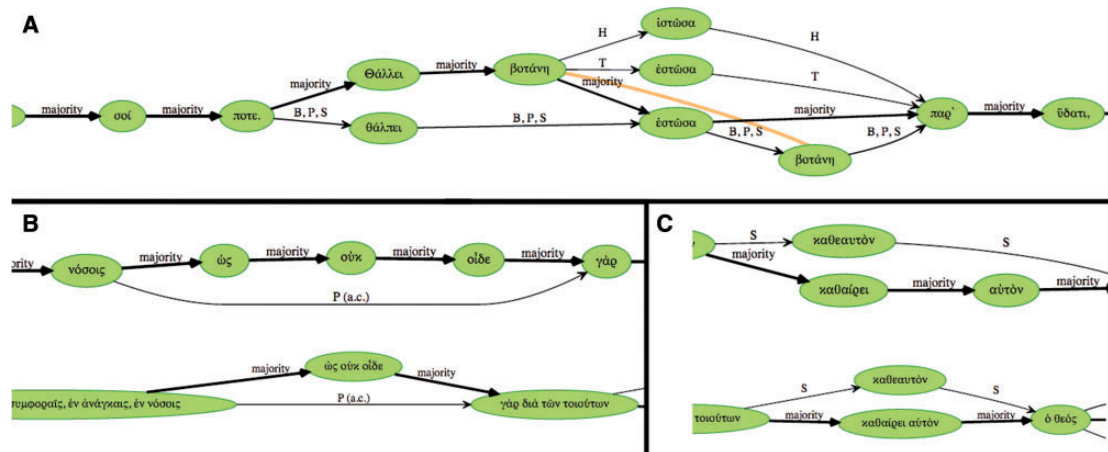 A
H
ἱστῶσα
H
Θάλλει
majority
βοτάνη
T
ἐστῶσα
T
majority
majority
majority
σοί
majority
ποτε.
majority
παρ᾽
majority
ὕδατι,
B, P, S
θάλπει
B, P, S
ἑστῶσα
B, P, S
βοτάνη
B, P, S
B
νόσοις
majority
ὡς
majority
οὐκ
majority
οἶδε
majority
γὰρ
P (a.c.)
majority
ὡς οὐκ οἶδε
majority
συμφοραῖς, ἐν ἀνάγκαις, ἐν νόσοις
P (a.c.)
γὰρ διὰ τῶν τοιούτων
C
S
καθεαυτὸν
S
majority
καθαίρει
majority
αὐτὸν
majority
S
καθεαυτὸν
S
τοιούτων
majority
καθαίρει αὐτὸν
majority
ὁ θεός